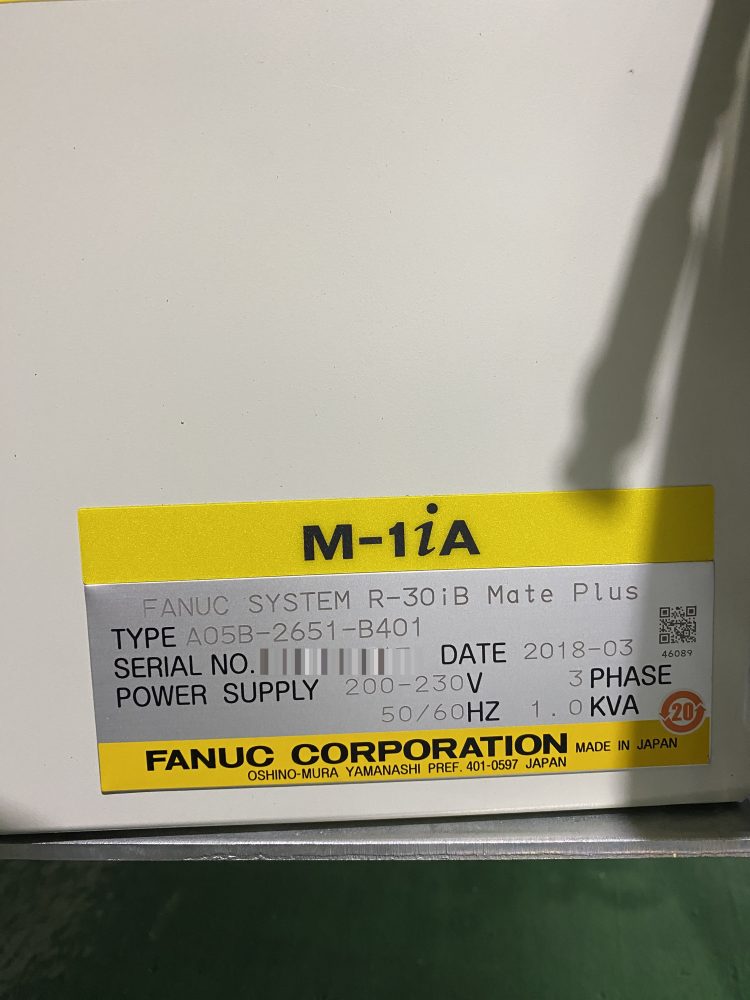 M-1iA
FANUC SYSTEM R-30iB Mate Plus
TYPE A05B-2651-B401
SERIAL NO. DATE 2018-03
46089
POWER SUPPLY 200-230V 3 PHASE
50/60HZ 1.0 KVA
20
FANUC CORPORATION MADE IN JAPAN
OSHINO-MURA YAMANASHI PREF. 401-0597 JAPAN